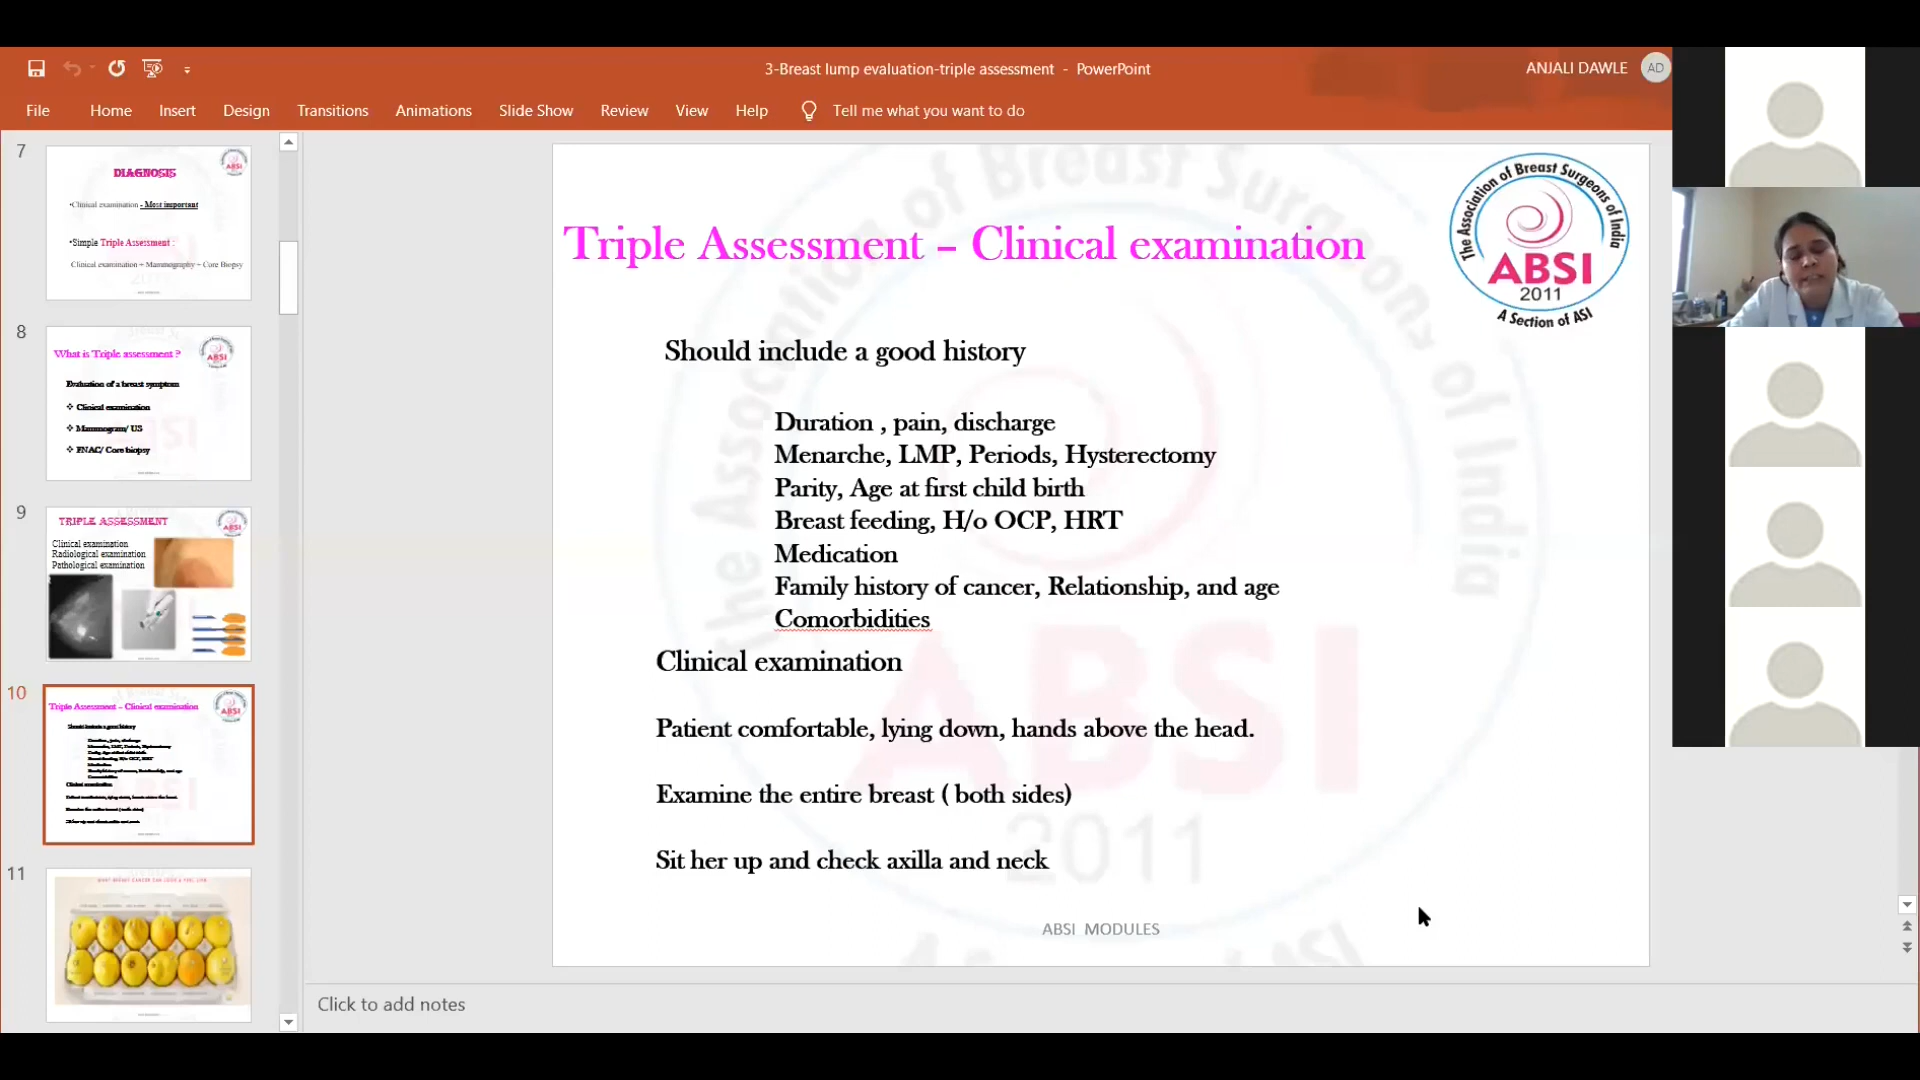 3-Breast lump evaluation-triple assessment - PowerPoint
ANJALI DAWLE
AD
File Home Insert Design Transitions Animations Slide Show Review View Help Tell me what you want to do
7
DIAGNOSIS
•Clinical examination - Most important
•Simple Triple Assessment :
Clinical examination + Mammography + Core Biopsy
8
What is Triple assessment ?
Evaluation of a breast symptom
❖ Clinical examination
❖ Mammogram/ US
❖ FNAC/ Core biopsy
9
TRIPLE ASSESSMENT
Clinical examination
Radiological examination
Pathological examination
10
Triple Assessment – Clinical examination
11
WHAT BREAST CANCER CAN LOOK & FEEL LIKE
Triple Assessment – Clinical examination
The Association of Breast Surgeons of India
ABSI
2011
A Section of ASI
Should include a good history
Duration , pain, discharge
Menarche, LMP, Periods, Hysterectomy
Parity, Age at first child birth
Breast feeding, H/o OCP, HRT
Medication
Family history of cancer, Relationship, and age
Comorbidities
Clinical examination
Patient comfortable, lying down, hands above the head.
Examine the entire breast ( both sides)
Sit her up and check axilla and neck
ABSI MODULES
Click to add notes